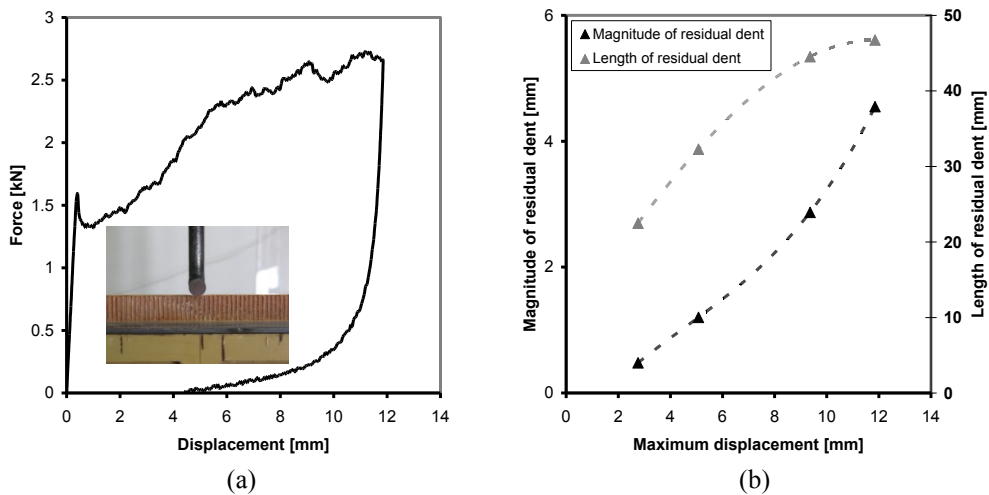 3
2.5
2
1.5
1
0.5
0
Force [kN]
0 2 4 6 8 10 12 14
Displacement [mm]
(a)
6
4
2
0
Magnitude of residual dent [mm]
Magnitude of residual dent
Length of residual dent
50
40
30
20
10
0
Length of residual dent [mm]
0 2 4 6 8 10 12 14
Maximum displacement [mm]
(b)